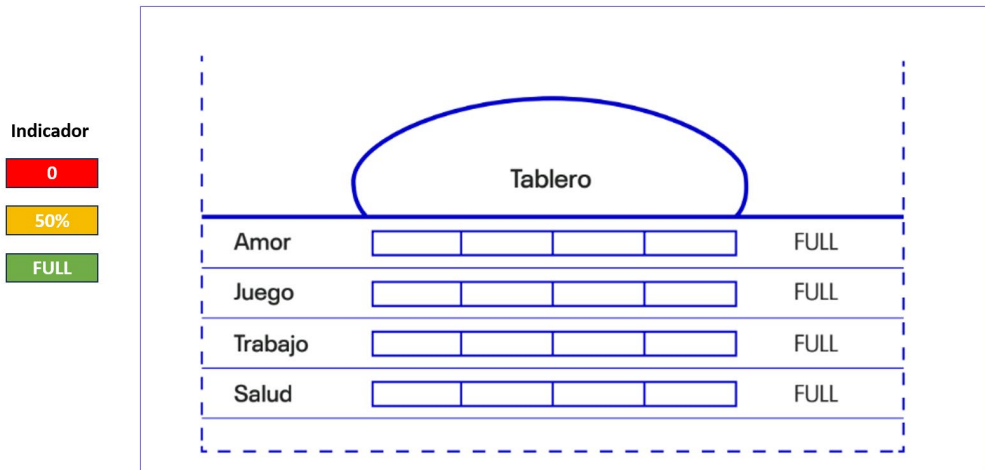 Indicador
0
50%
FULL
Tablero
Amor FULL
Juego FULL
Trabajo FULL
Salud FULL